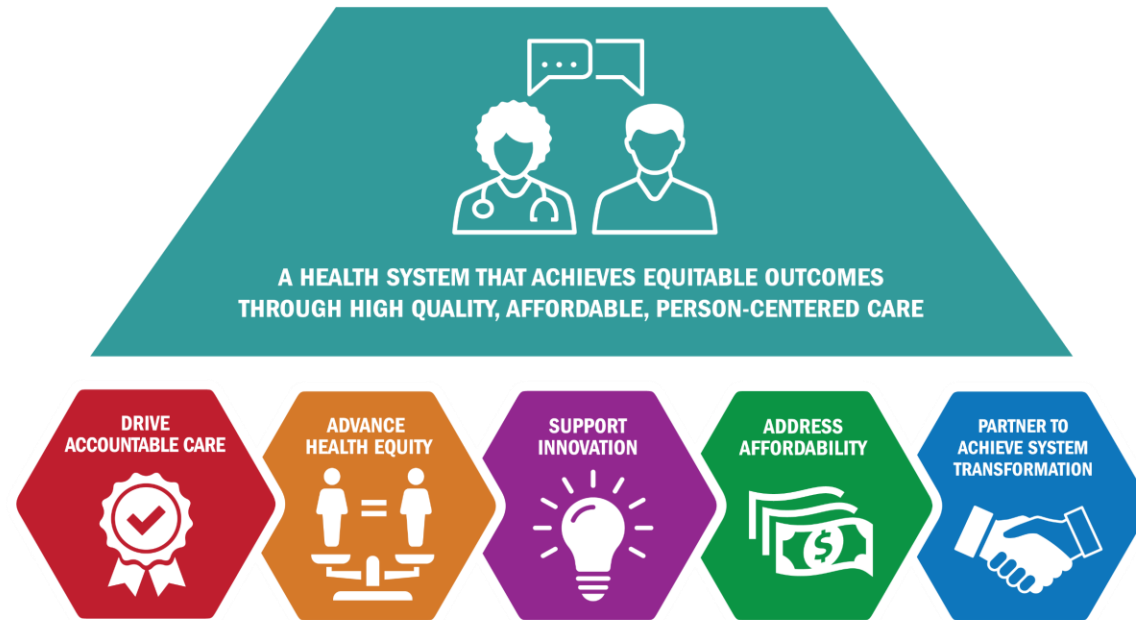 A HEALTH SYSTEM THAT ACHIEVES EQUITABLE OUTCOMES
THROUGH HIGH QUALITY, AFFORDABLE, PERSON-CENTERED CARE
DRIVE
ACCOUNTABLE CARE
ADVANCE
HEALTH EQUITY
=
SUPPORT
INNOVATION
ADDRESS
AFFORDABILITY
$
PARTNER TO
ACHIEVE SYSTEM
TRANSFORMATION